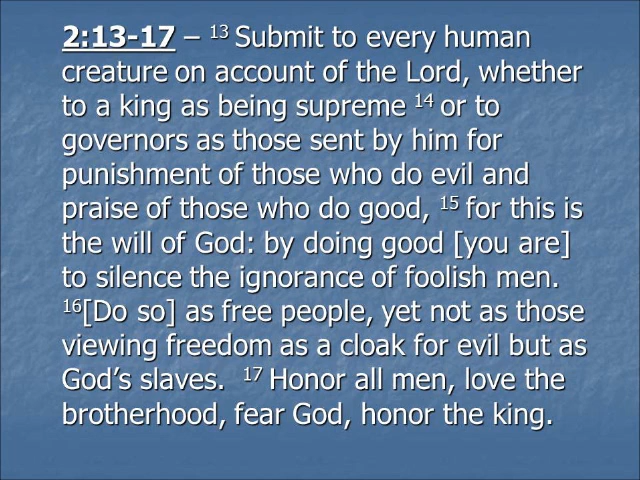 2:13-17 – 13 Submit to every human
creature on account of the Lord, whether
to a king as being supreme 14 or to
governors as those sent by him for
punishment of those who do evil and
praise of those who do good, 15 for this is
the will of God: by doing good [you are]
to silence the ignorance of foolish men.
16[Do so] as free people, yet not as those
viewing freedom as a cloak for evil but as
God’s slaves. 17 Honor all men, love the
brotherhood, fear God, honor the king.